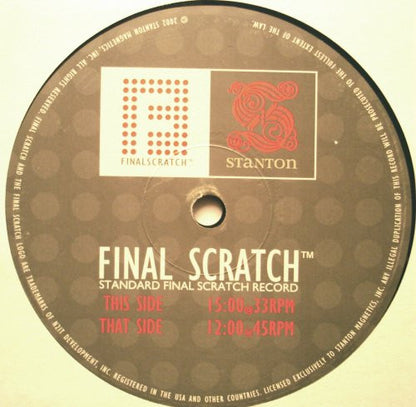 FINALSCRATCH™
STANTON
FINAL SCRATCH™
STANDARD FINAL SCRATCH RECORD
THIS SIDE 15:00@33RPM
THAT SIDE 12:00@45RPM
© 2002 STANTON MAGNETICS, INC. ALL RIGHTS RESERVED. FINAL SCRATCH AND THE FINAL SCRATCH LOGO ARE TRADEMARKS OF N2IT DEVELOPMENT, INC. REGISTERED IN THE USA AND OTHER COUNTRIES. LICENSED EXCLUSIVELY TO STANTON MAGNETICS, INC. ANY ILLEGAL DUPLICATION OF THIS RECORD WILL BE PROSECUTED TO THE FULLEST EXTENT OF THE LAW.